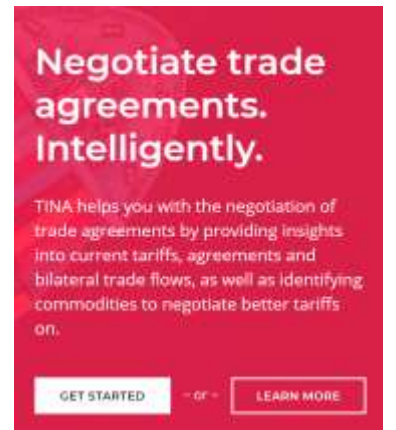 Negotiate trade
agreements.
Intelligently.
TINA helps you with the negotiation of
trade agreements by providing insights
into current tariffs, agreements and
bilateral trade flows, as well as identifying
commodities to negotiate better tariffs
on.
GET STARTED - or - LEARN MORE